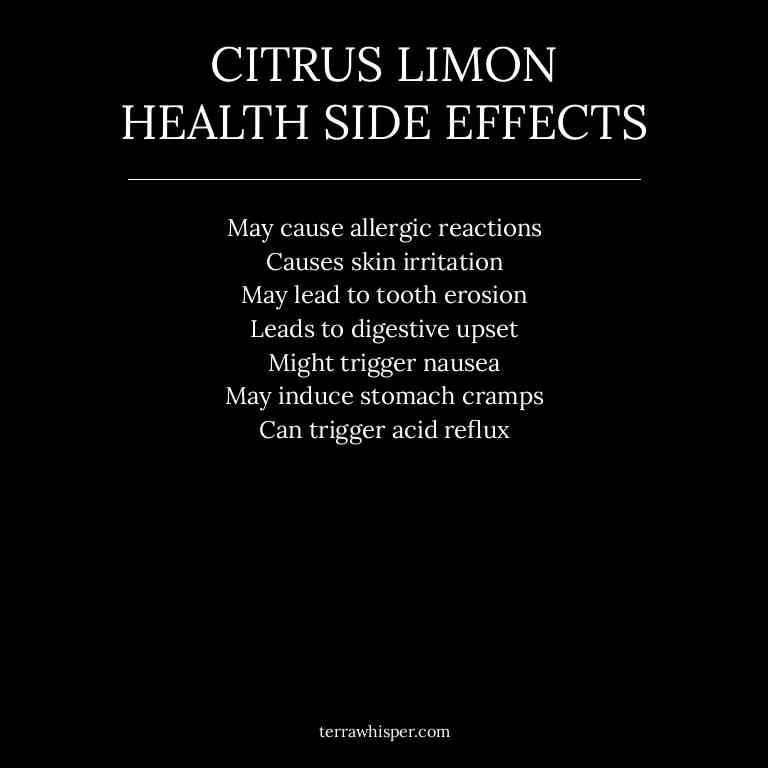 CITRUS LIMON
HEALTH SIDE EFFECTS
May cause allergic reactions
Causes skin irritation
May lead to tooth erosion
Leads to digestive upset
Might trigger nausea
May induce stomach cramps
Can trigger acid reflux
terrawhisper.com